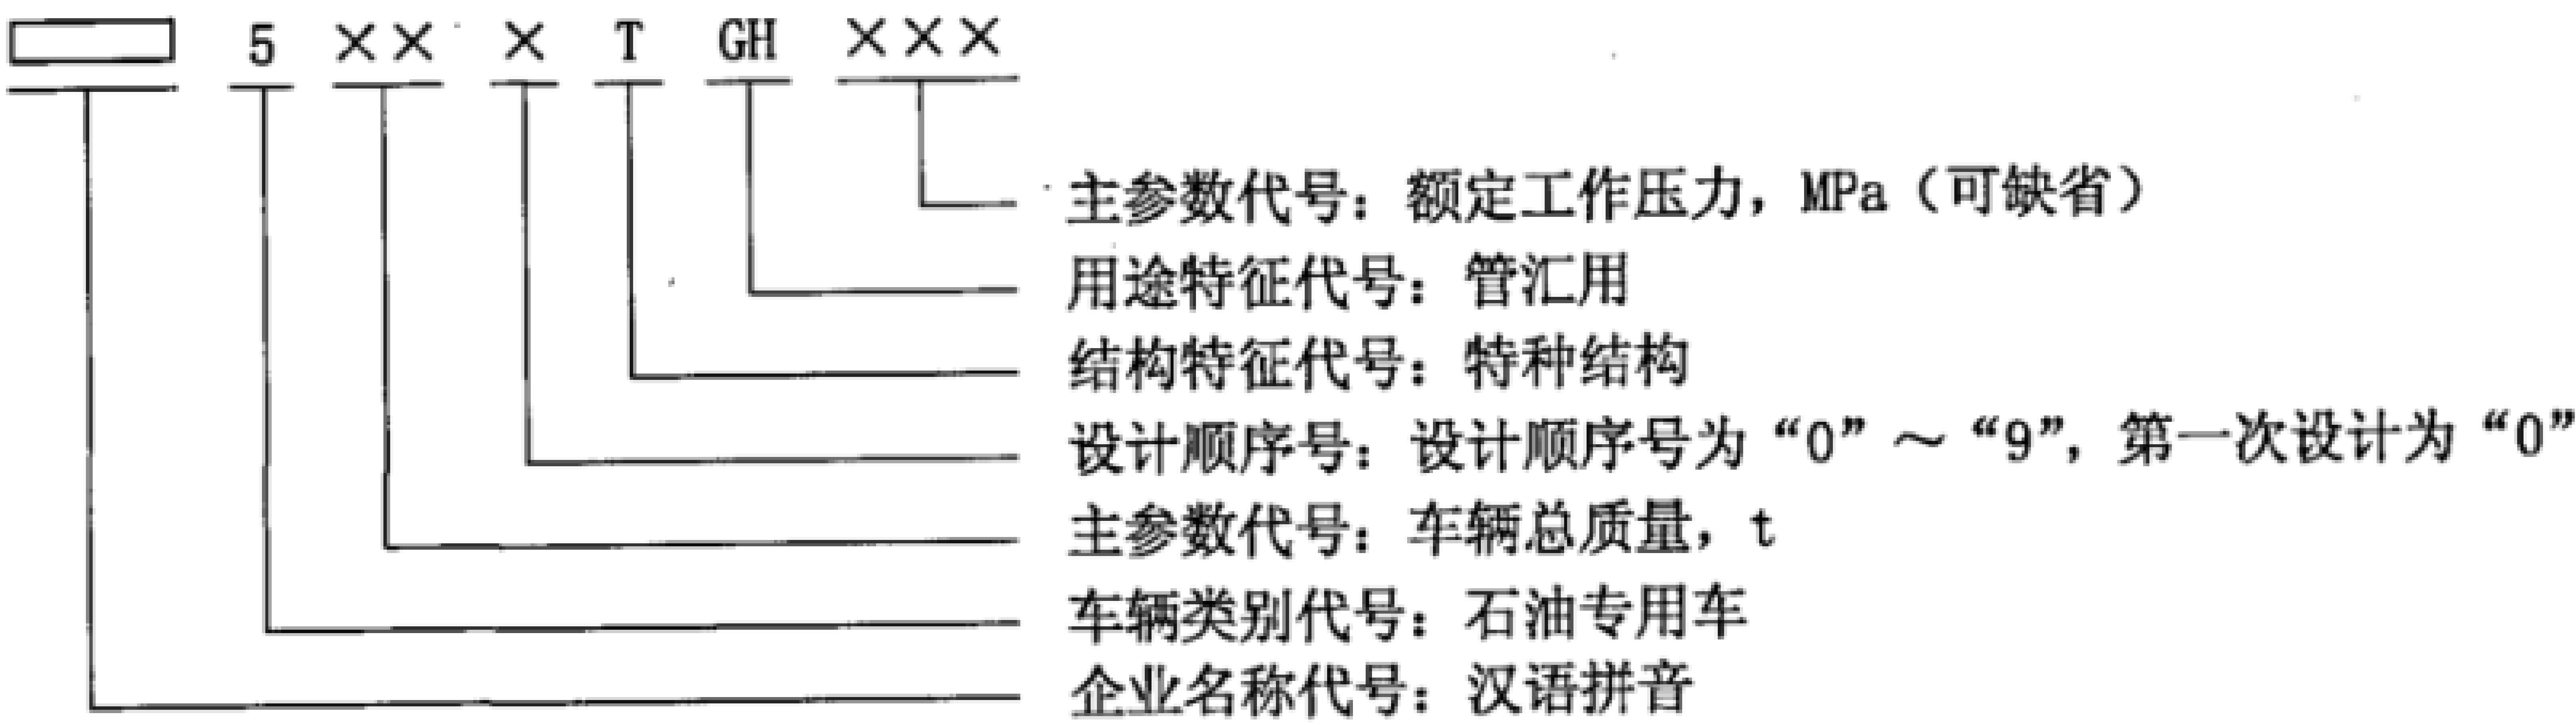 5 ×× × T GH ×××
主参数代号：额定工作压力，MPa（可缺省）
用途特征代号：管汇用
结构特征代号：特种结构
设计顺序号：设计顺序号为“0”～“9”，第一次设计为“0”
主参数代号：车辆总质量，t
车辆类别代号：石油专用车
企业名称代号：汉语拼音